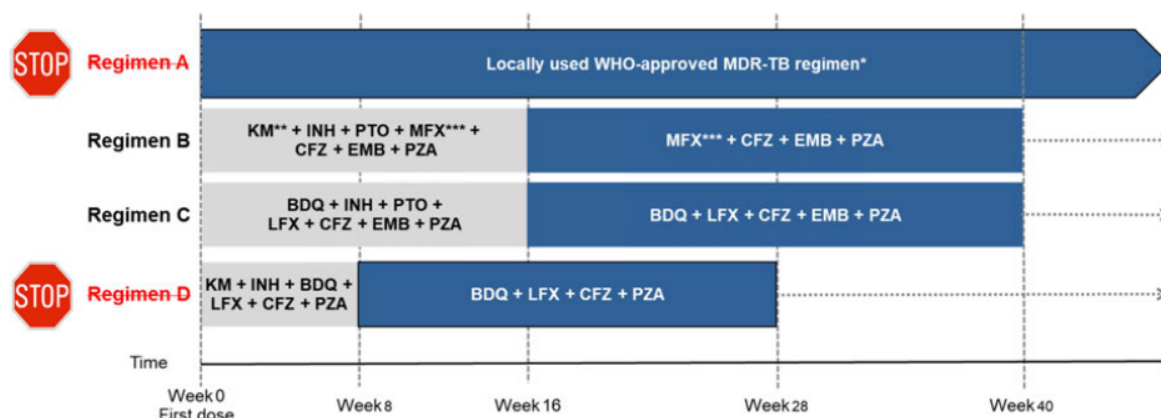 STOP
Regimen A
Locally used WHO-approved MDR-TB regimen*
Regimen B
KM** + INH + PTO + MFX*** +
CFZ + EMB + PZA
MFX*** + CFZ + EMB + PZA
Regimen C
BDQ + INH + PTO +
LFX + CFZ + EMB + PZA
BDQ + LFX + CFZ + EMB + PZA
STOP
Regimen D
KM + INH + BDQ +
LFX + CFZ + PZA
BDQ + LFX + CFZ + PZA
Time
Week 0
First dose
Week 8
Week 16
Week 28
Week 40